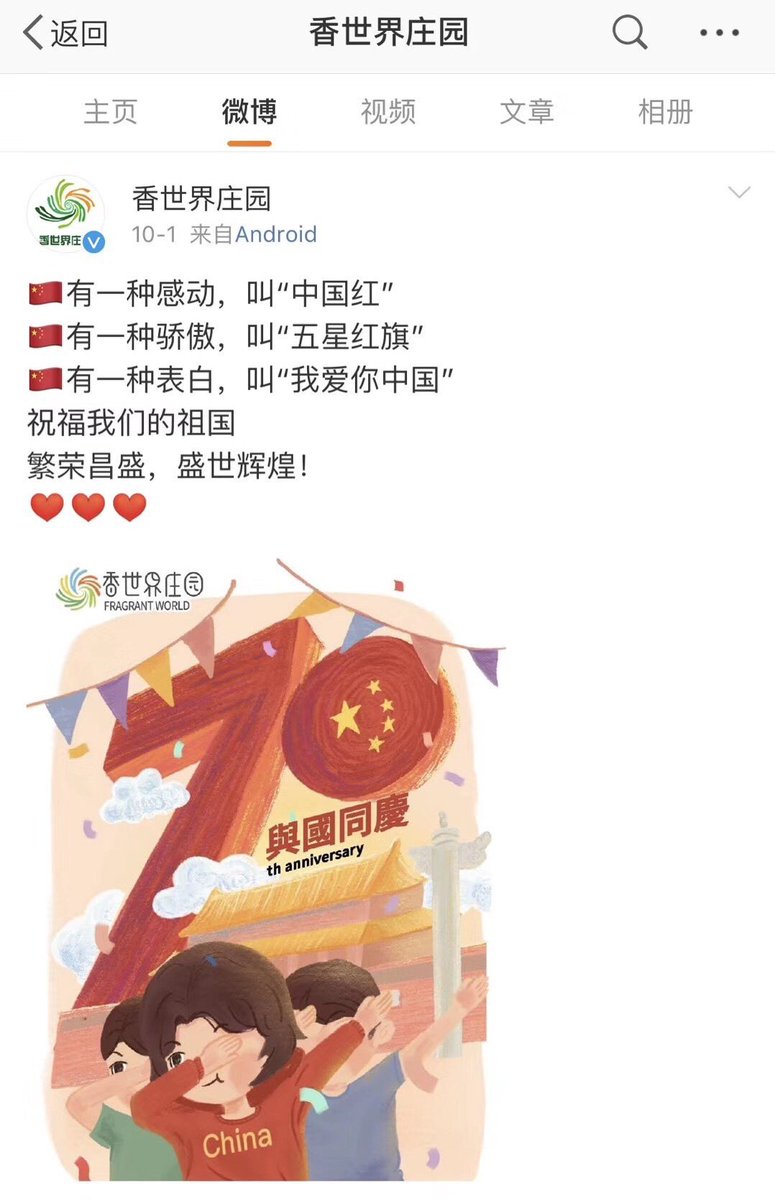 返回
香世界庄园
主页 微博 视频 文章 相册
香世界庄
香世界庄园
10-1 来自Android
🇨🇳有一种感动，叫“中国红”
🇨🇳有一种骄傲，叫“五星红旗”
🇨🇳有一种表白，叫“我爱你中国”
祝福我们的祖国
繁荣昌盛，盛世辉煌！
❤️❤️❤️
香世界庄园
FRAGRANT WORLD
70
與國同慶
th anniversary
China